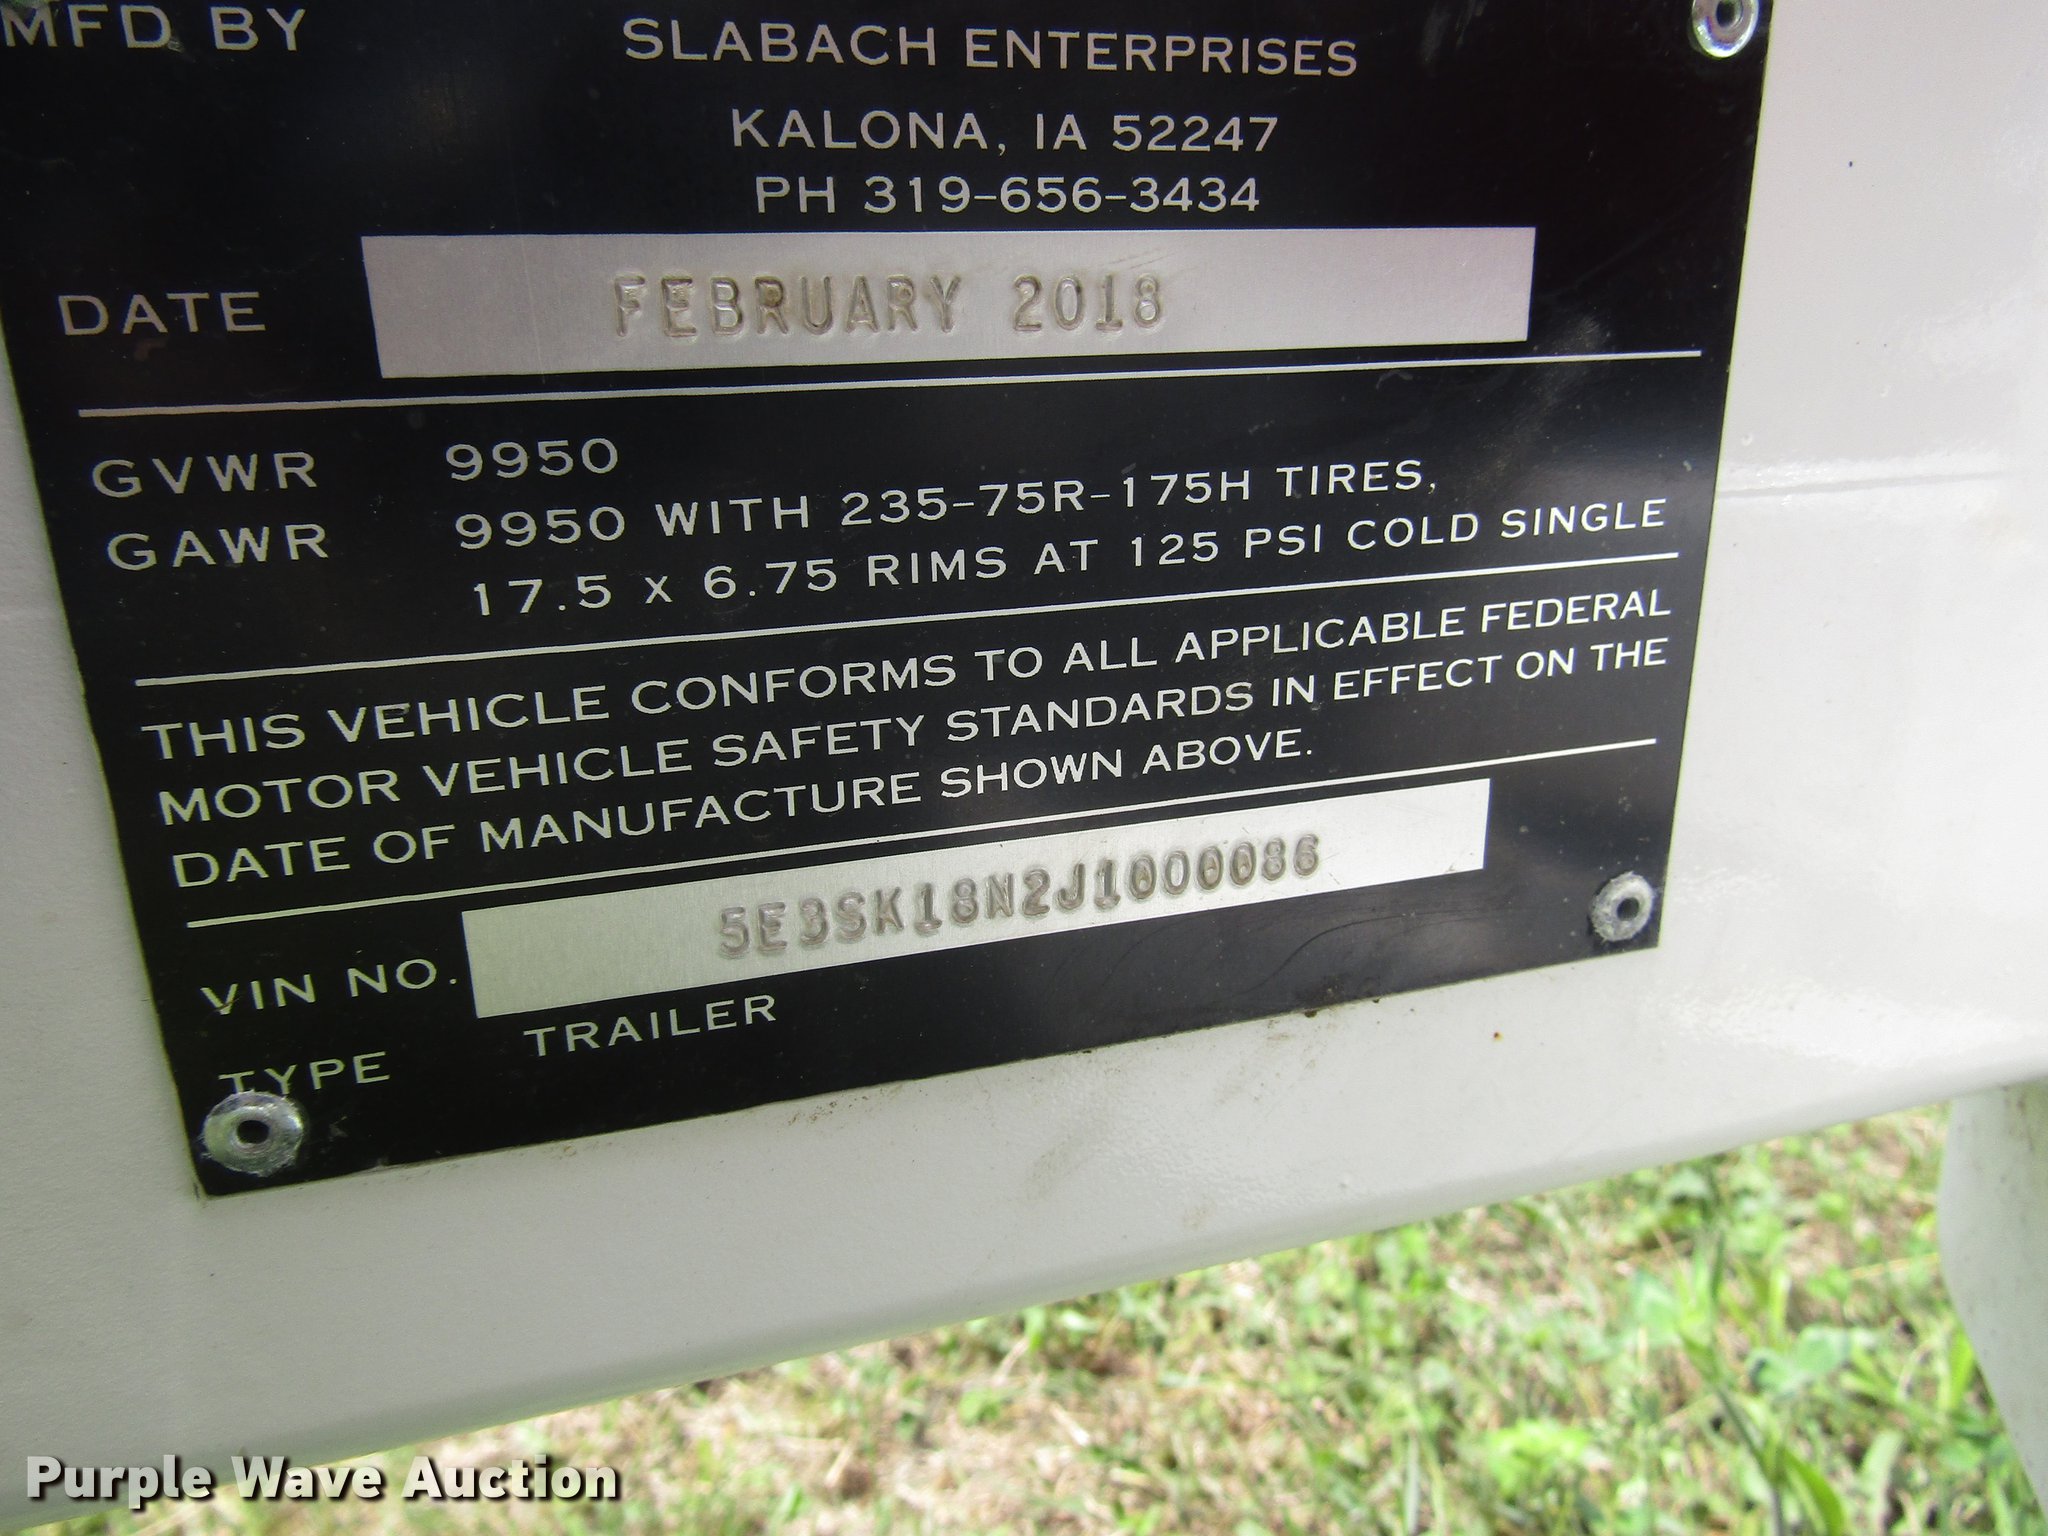 MFD BY SLABACH ENTERPRISES
KALONA, IA 52247
PH 319-656-3434
DATE FEBRUARY 2018
GVWR 9950
GAWR 9950 WITH 235-75R-175H TIRES,
17.5 x 6.75 RIMS AT 125 PSI COLD SINGLE
THIS VEHICLE CONFORMS TO ALL APPLICABLE FEDERAL
MOTOR VEHICLE SAFETY STANDARDS IN EFFECT ON THE
DATE OF MANUFACTURE SHOWN ABOVE.
VIN NO. 5E3SK18N2J1000086
TYPE TRAILER
Purple Wave Auction